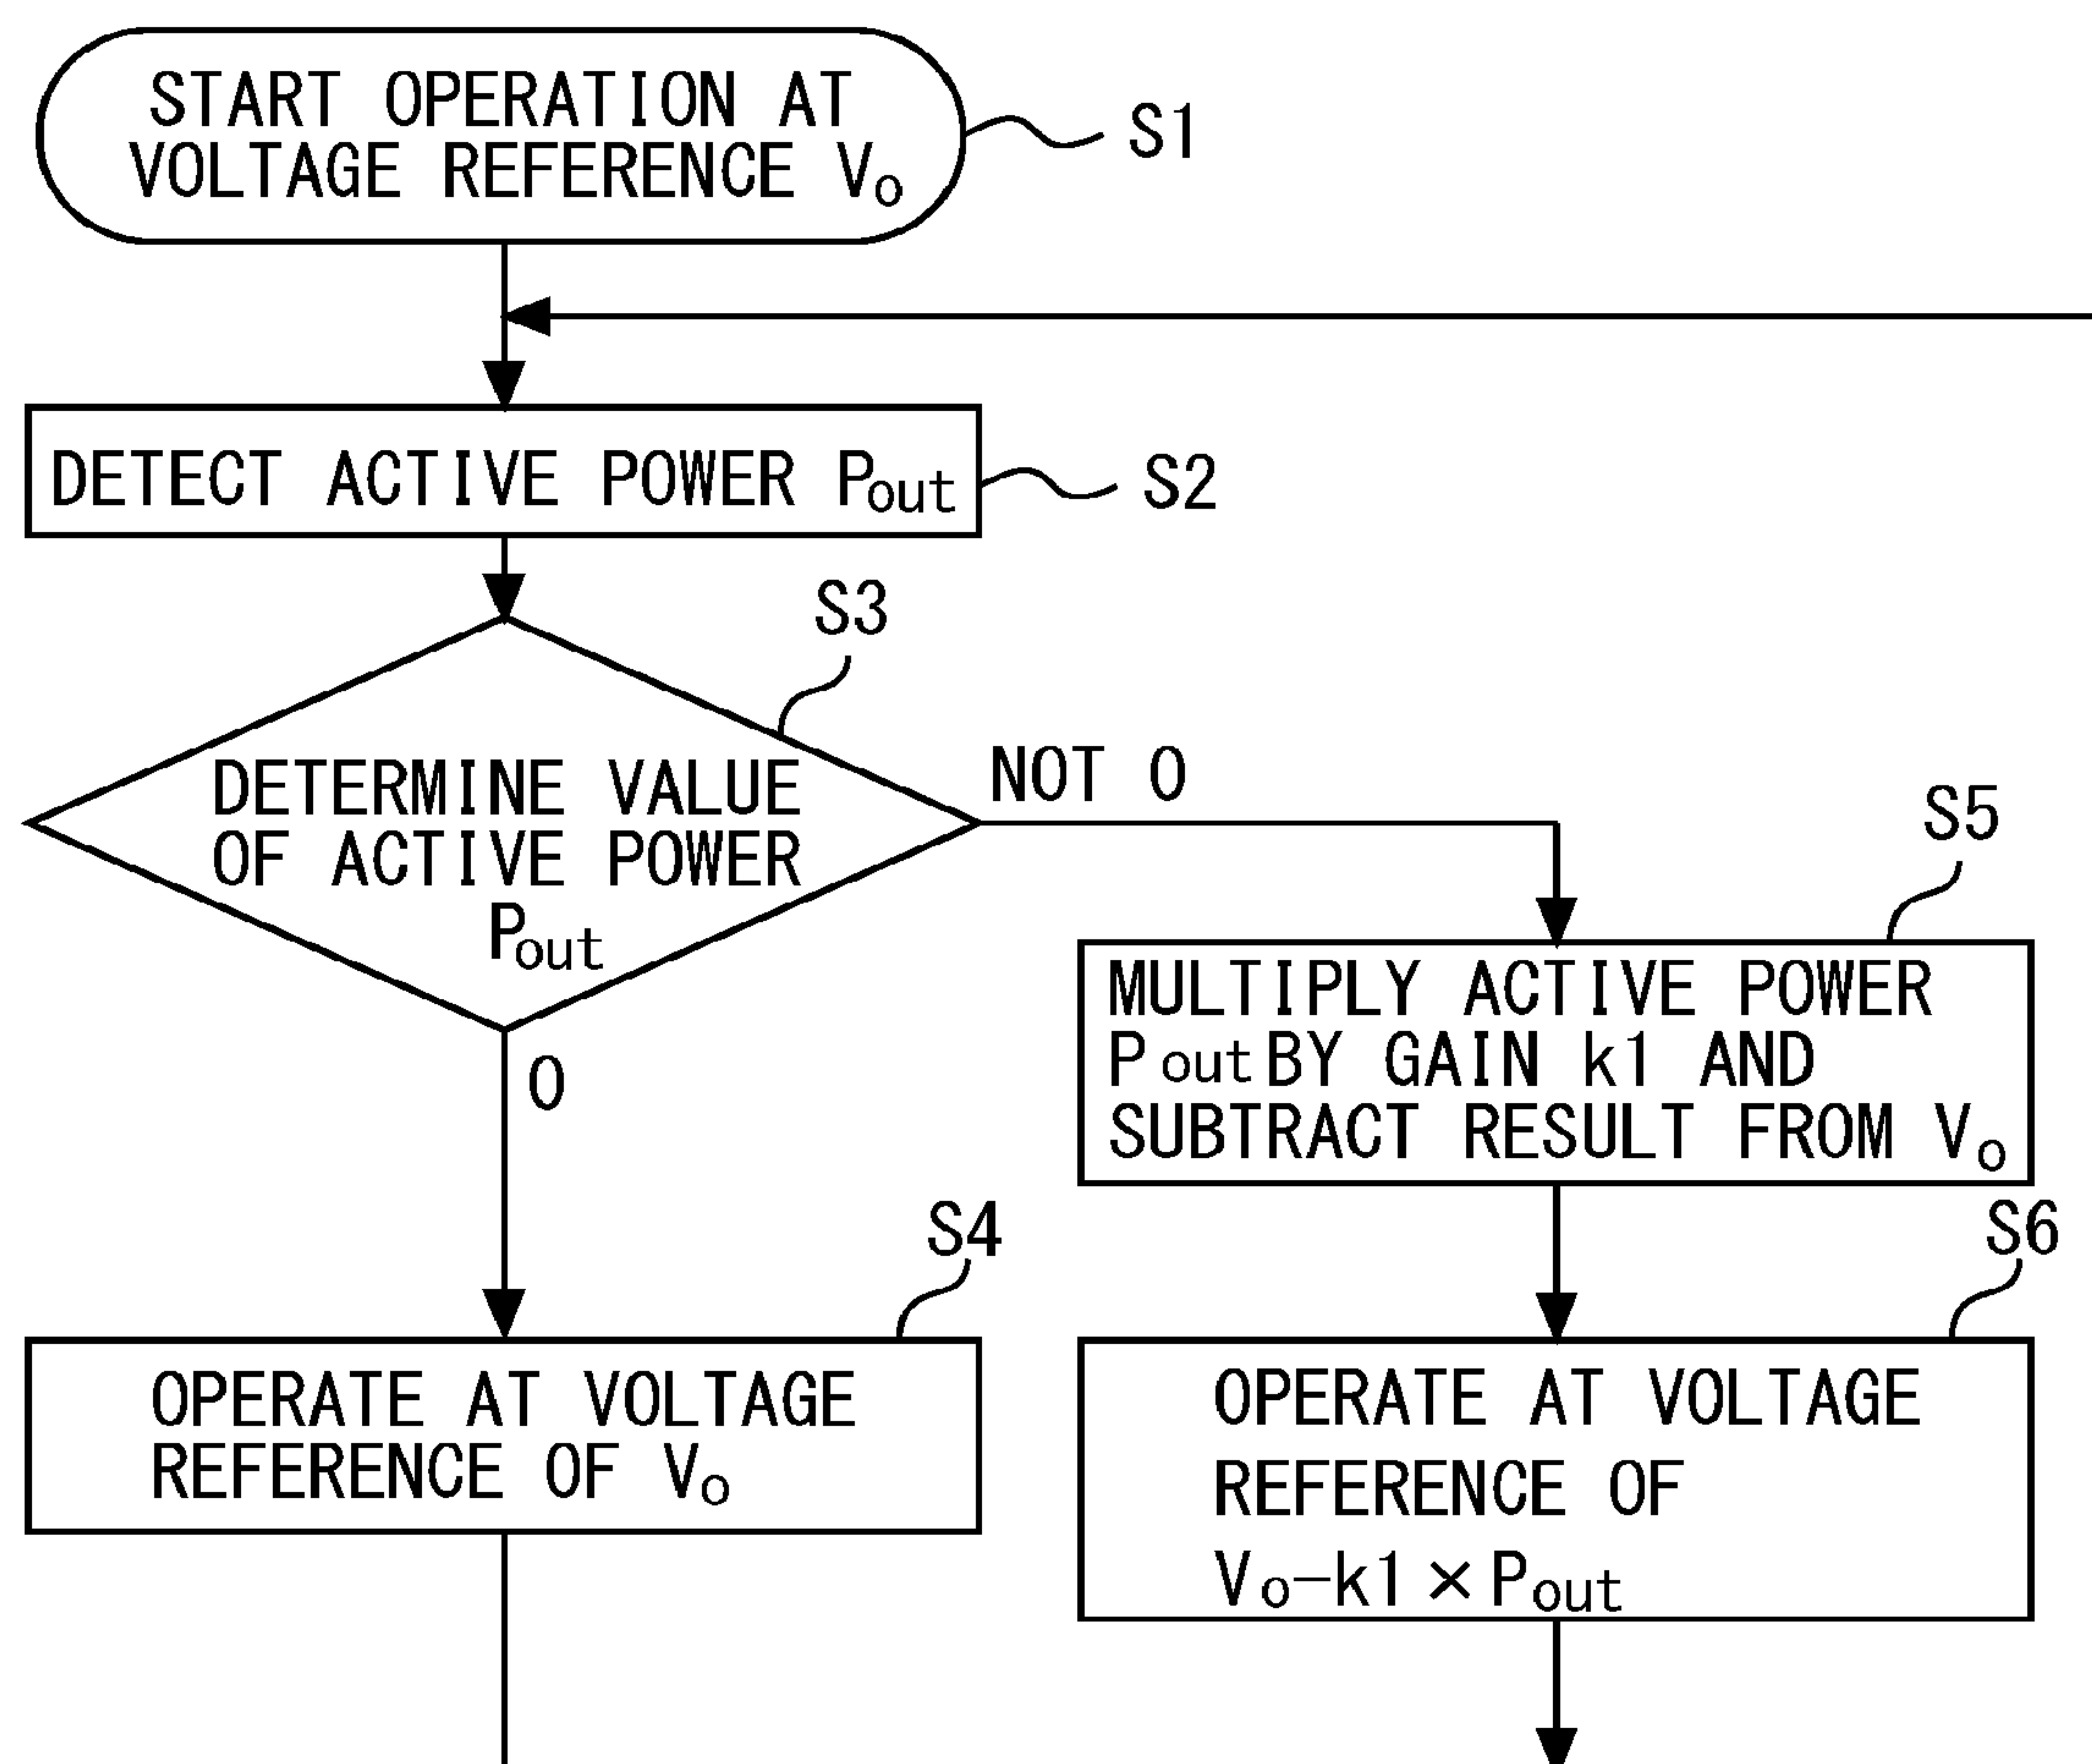 START OPERATION AT
VOLTAGE REFERENCE Vo
S1
DETECT ACTIVE POWER Pout
S2
S3
DETERMINE VALUE
OF ACTIVE POWER
Pout
NOT 0
0
S5
MULTIPLY ACTIVE POWER
Pout BY GAIN k1 AND
SUBTRACT RESULT FROM Vo
S4
OPERATE AT VOLTAGE
REFERENCE OF Vo
S6
OPERATE AT VOLTAGE
REFERENCE OF
Vo-k1×Pout